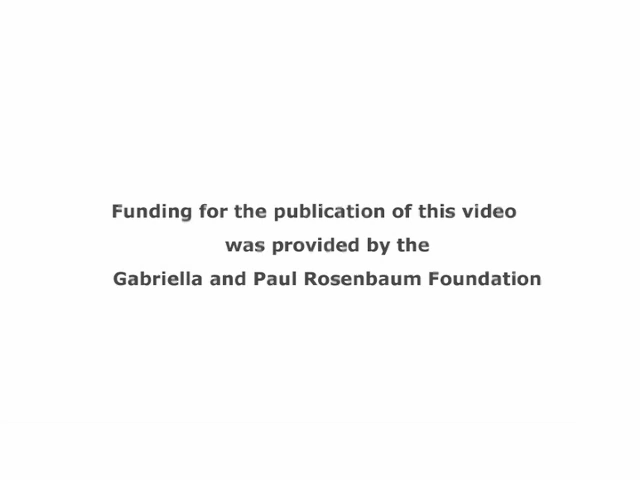 Funding for the publication of this video
was provided by the
Gabriella and Paul Rosenbaum Foundation